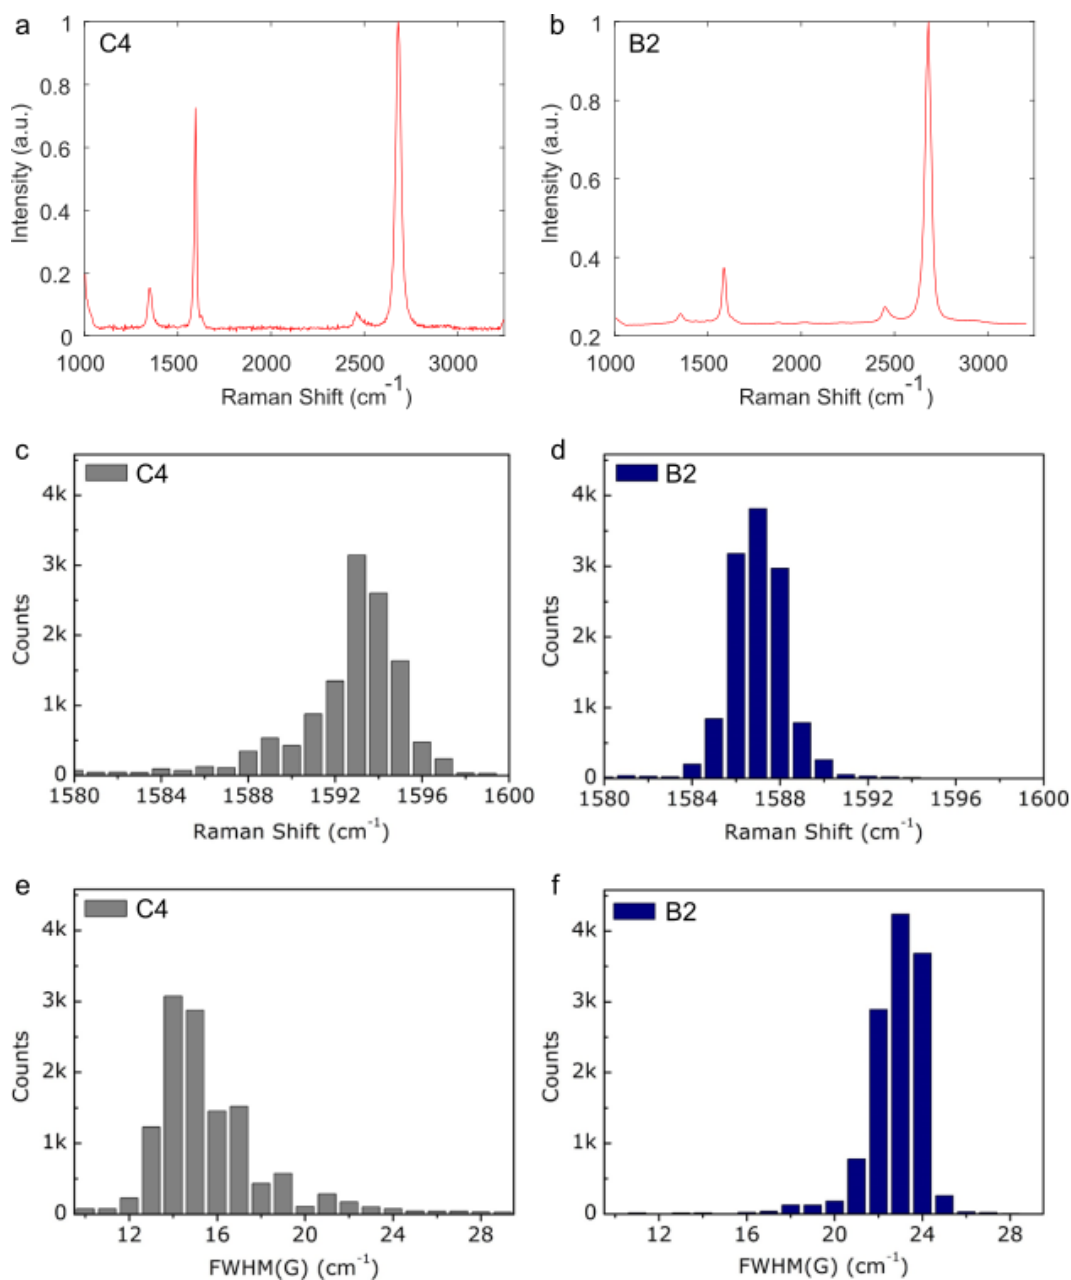 a
C4
1
0.8
0.6
0.4
0.2
0
Intensity (a.u.)
1000 1500 2000 2500 3000
Raman Shift (cm⁻¹)
b
B2
1
0.8
0.6
0.4
0.2
Intensity (a.u.)
1000 1500 2000 2500 3000
Raman Shift (cm⁻¹)
c
C4
4k
3k
2k
1k
0
Counts
1580 1584 1588 1592 1596 1600
Raman Shift (cm⁻¹)
d
B2
4k
3k
2k
1k
0
Counts
1580 1584 1588 1592 1596 1600
Raman Shift (cm⁻¹)
e
C4
4k
3k
2k
1k
0
Counts
12 16 20 24 28
FWHM(G) (cm⁻¹)
f
B2
4k
3k
2k
1k
0
Counts
12 16 20 24 28
FWHM(G) (cm⁻¹)